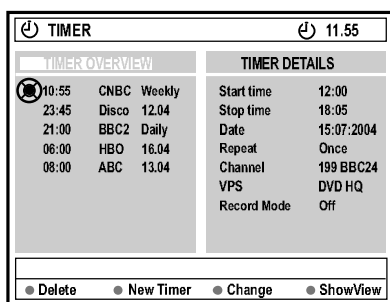 TIMER 11.55
TIMER OVERVIEW
10:55 CNBC Weekly
23:45 Disco 12.04
21:00 BBC2 Daily
06:00 HBO 16.04
08:00 ABC 13.04
TIMER DETAILS
Start time 12:00
Stop time 18:05
Date 15:07:2004
Repeat Once
Channel 199 BBC24
VPS DVD HQ
Record Mode Off
Delete New Timer Change ShowView